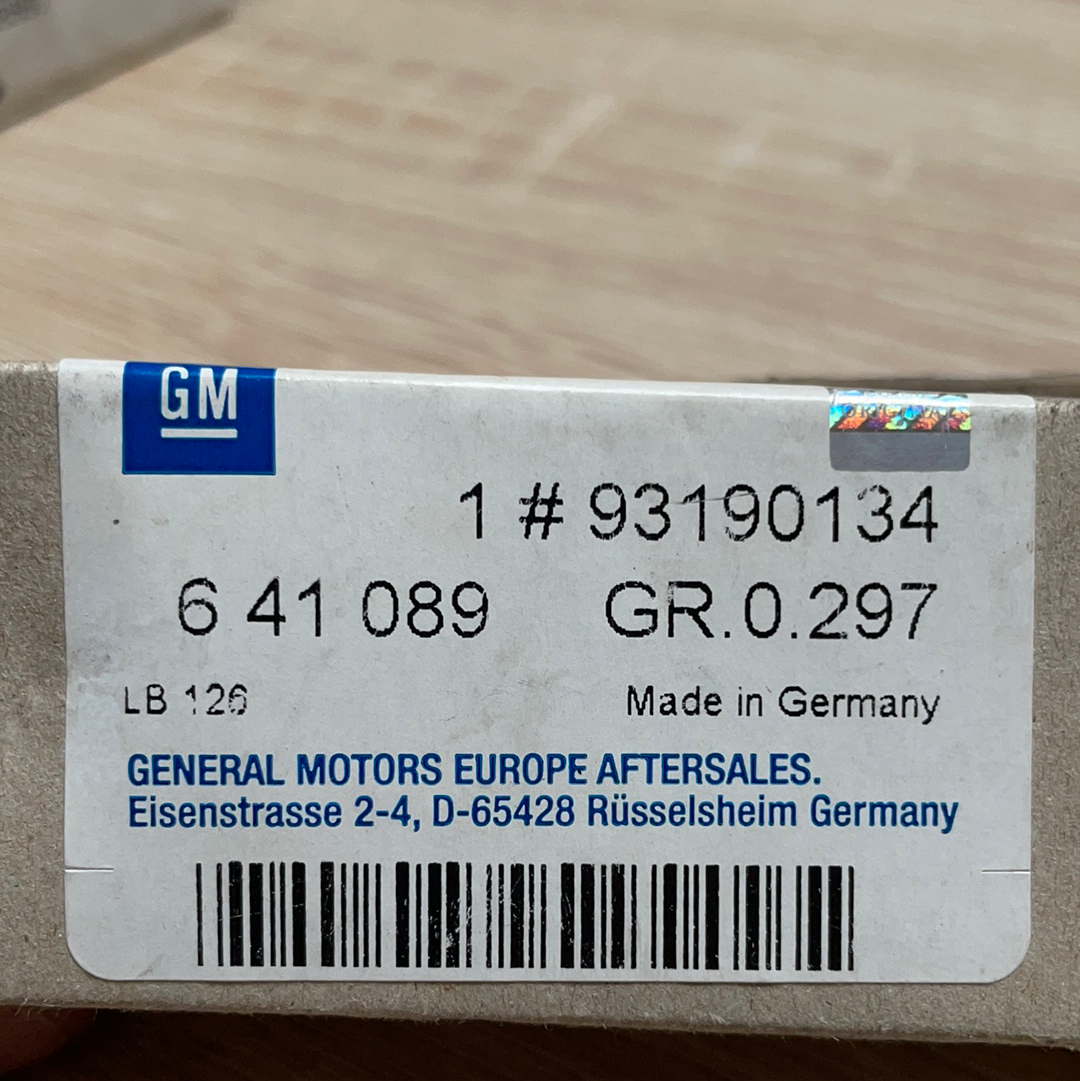 GM
1 # 93190134
6 41 089 GR.0.297
LB 126 Made in Germany
GENERAL MOTORS EUROPE AFTERSALES.
Eisenstrasse 2-4, D-65428 Rüsselsheim Germany